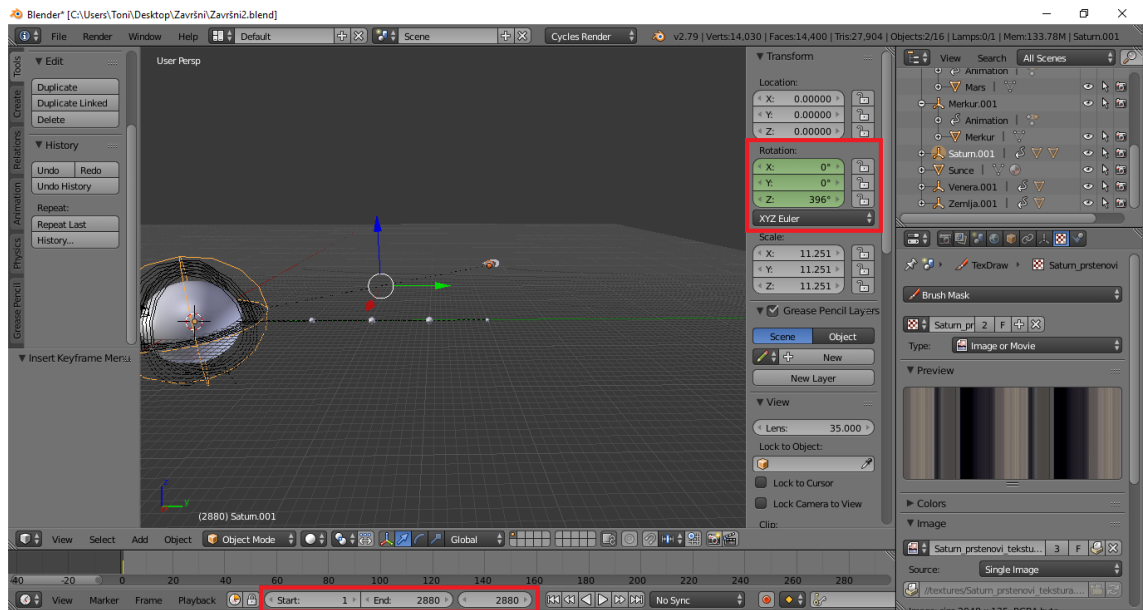 Blender* [C:\Users\Toni\Desktop\Završni\Završni2.blend]
File Render Window Help Default Scene Cycles Render v2.79 | Verts:14,030 | Faces:14,400 | Tris:27,904 | Objects:2/16 | Lamps:0/1 | Mem:133.78M | Saturn.001
Tools
Create
Relations
Animation
Physics
Grease Pencil
Edit
Duplicate
Duplicate Linked
Delete
History
Undo Redo
Undo History
Repeat:
Repeat Last
History...
Insert Keyframe Menu
User Persp
z
y
(2880) Saturn.001
Transform
Location:
X: 0.00000
Y: 0.00000
Z: 0.00000
Rotation:
X: 0°
Y: 0°
Z: 396°
XYZ Euler
Scale:
X: 11.251
Y: 11.251
Z: 11.251
Grease Pencil Layers
Scene Object
New
New Layer
View
Lens: 35.000
Lock to Object:
Lock to Cursor
Lock Camera to View
Clip:
View Search All Scenes
Animation
Mars
Merkur.001
Animation
Merkur
Saturn.001
Sunce
Venera.001
Zemlja.001
TexDraw Saturn_prstenovi
Brush Mask
Saturn_pr 2 F
Type: Image or Movie
Preview
Colors
Image
Saturn_prstenovi_tekstu... 3 F
Source: Single Image
//textures/Saturn_prstenovi_tekstura....
View Select Add Object Object Mode Global
-40 -20 0 20 40 60 80 100 120 140 160 180 200 220 240 260 280
View Marker Frame Playback Start: 1 End: 2880 2880 No Sync